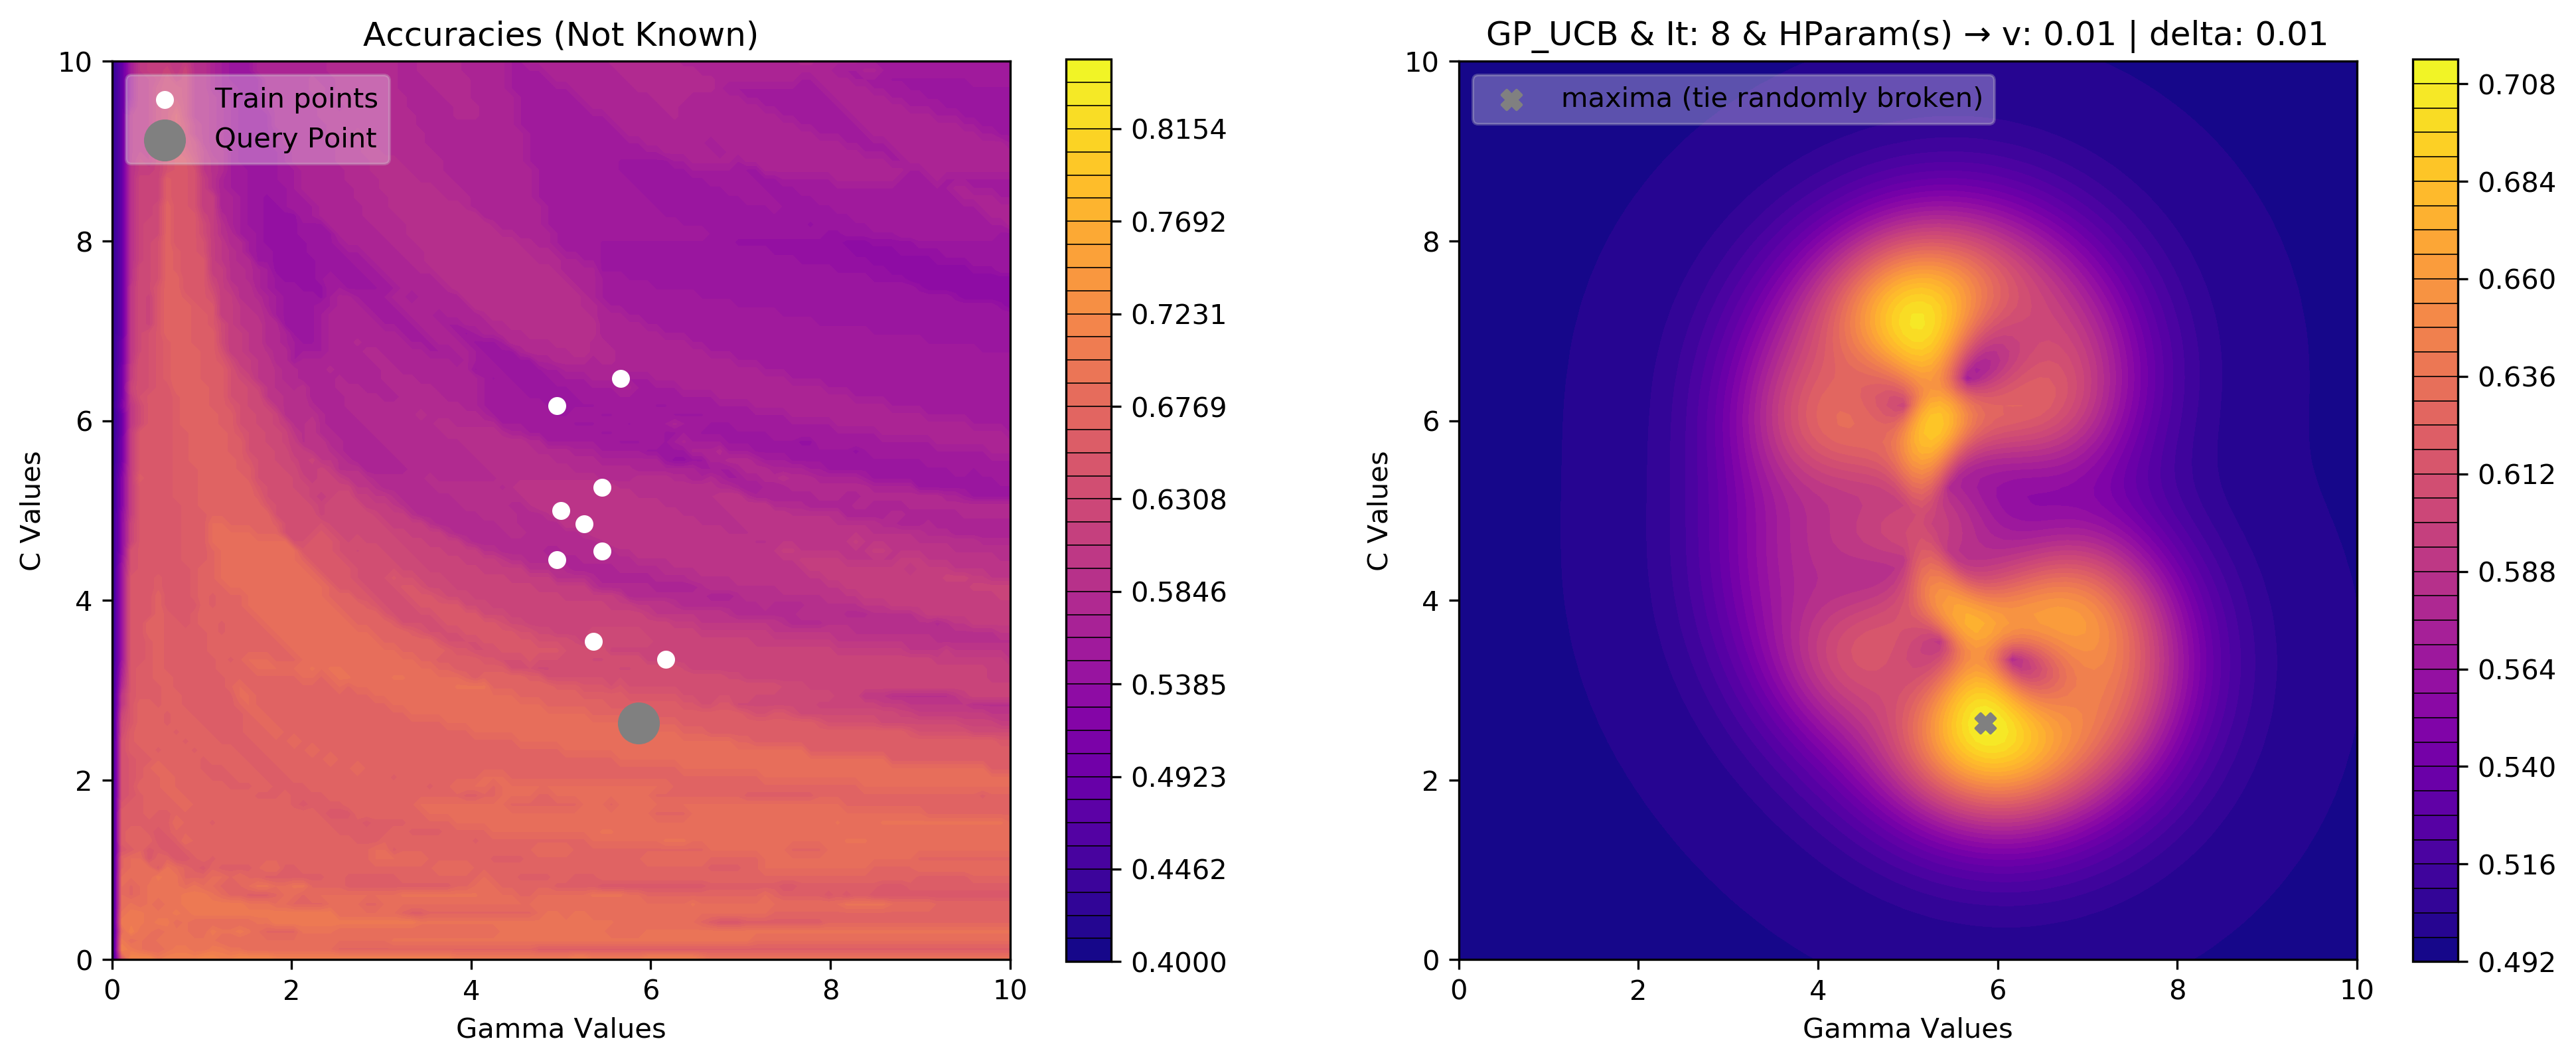 Accuracies (Not Known)
Train points
Query Point
10
8
6
4
2
0
C Values
0 2 4 6 8 10
Gamma Values
0.8154
0.7692
0.7231
0.6769
0.6308
0.5846
0.5385
0.4923
0.4462
0.4000
GP_UCB & It: 8 & HParam(s) → v: 0.01 | delta: 0.01
maxima (tie randomly broken)
10
8
6
4
2
0
C Values
0 2 4 6 8 10
Gamma Values
0.708
0.684
0.660
0.636
0.612
0.588
0.564
0.540
0.516
0.492